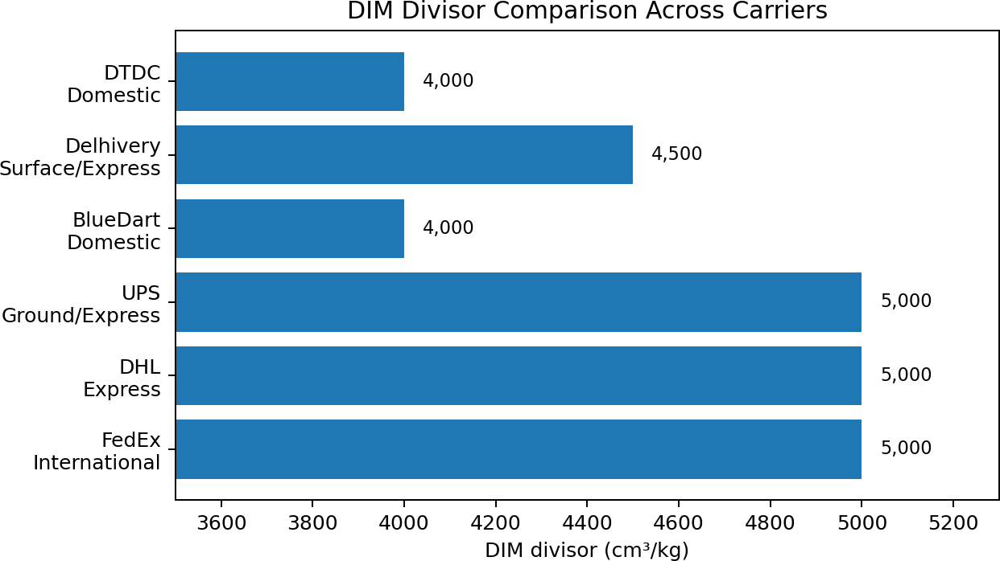 DIM Divisor Comparison Across Carriers
DTDC
Domestic
4,000
Delhivery
Surface/Express
4,500
BlueDart
Domestic
4,000
UPS
Ground/Express
5,000
DHL
Express
5,000
FedEx
International
5,000
3600 3800 4000 4200 4400 4600 4800 5000 5200
DIM divisor (cm³/kg)